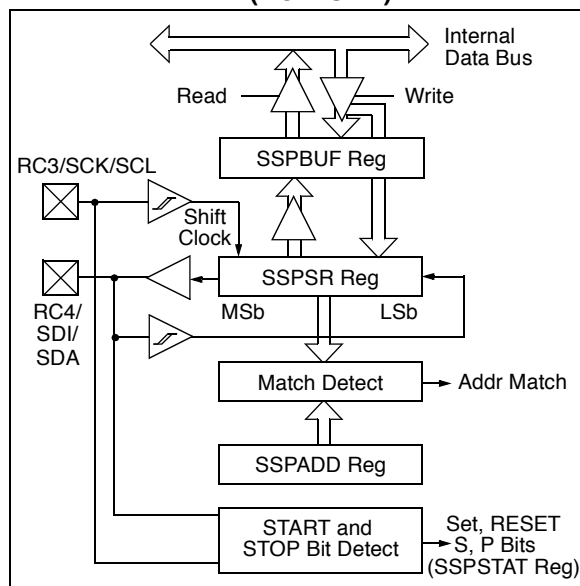 Internal
Data Bus
Read
Write
SSPBUF Reg
RC3/SCK/SCL
Shift
Clock
SSPSR Reg
MSb
LSb
RC4/
SDI/
SDA
Match Detect
Addr Match
SSPADD Reg
START and
STOP Bit Detect
Set, RESET
S, P Bits
(SSPSTAT Reg)